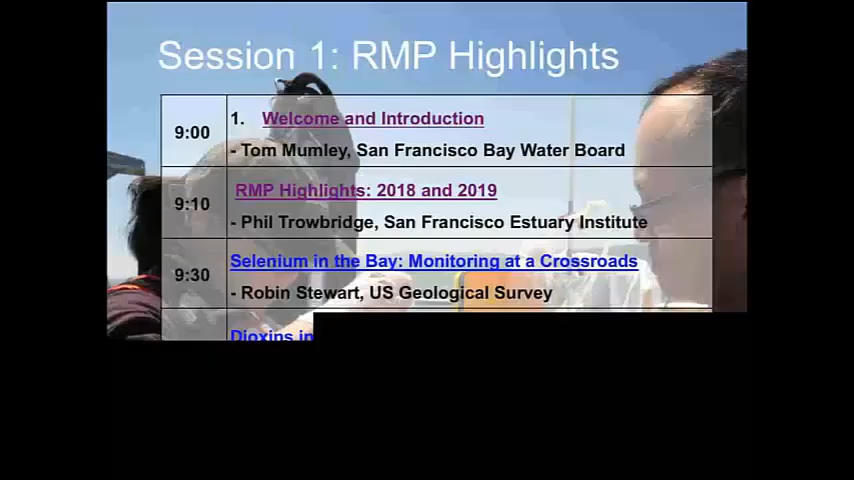 Session 1: RMP Highlights
9:00
1. Welcome and Introduction
- Tom Mumley, San Francisco Bay Water Board
9:10
RMP Highlights: 2018 and 2019
- Phil Trowbridge, San Francisco Estuary Institute
9:30
Selenium in the Bay: Monitoring at a Crossroads
- Robin Stewart, US Geological Survey
Dioxins in